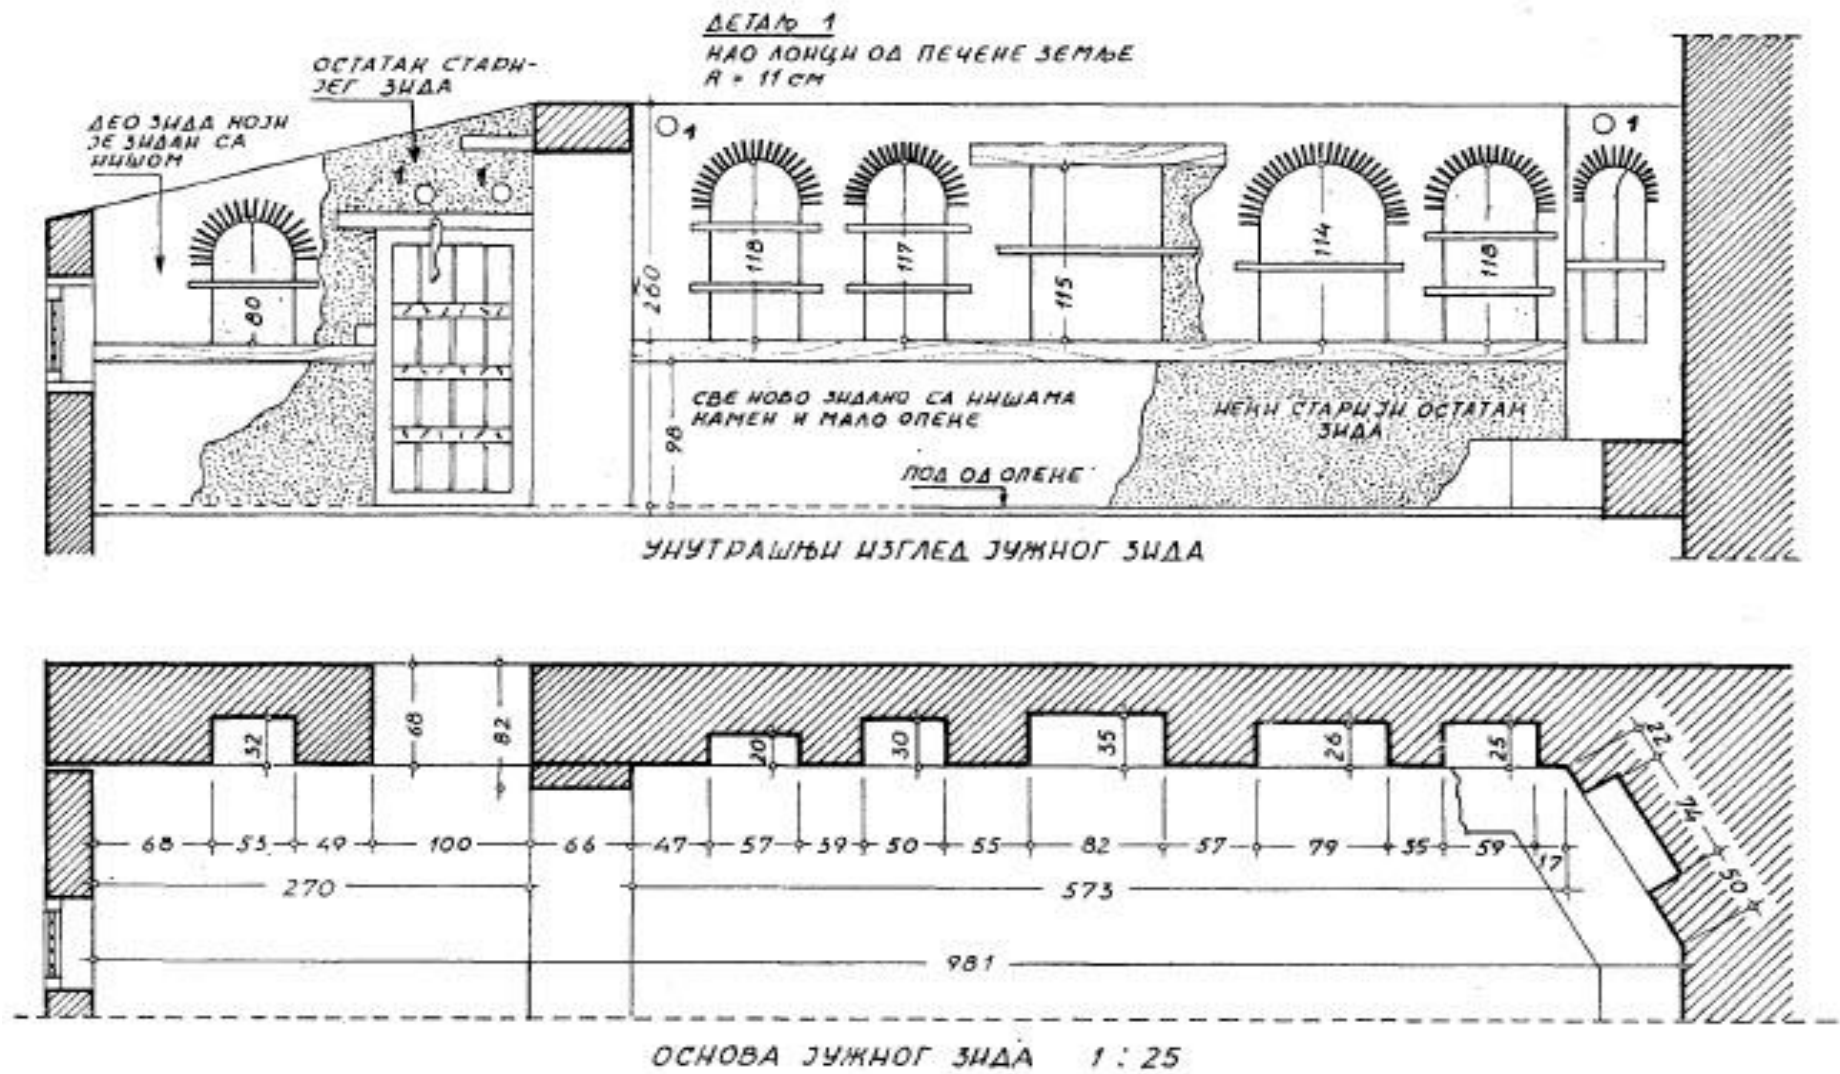 ДЕТАЉ 1
КАО ЛОНЦИ ОД ПЕЧЕНЕ ЗЕМЉЕ
R = 11 см
ОСТАТАК СТАРИ-
ЈЕГ ЗИДА
ДЕО ЗИДА КОЈИ
ЈЕ ЗИДАН СА
НИШОМ
1
1
1
1
80
260
118
117
115
114
118
98
СВЕ НОВО ЗИДАНО СА НИШАМА
КАМЕН И МАЛО ОПЕКЕ
НЕКИ СТАРИЈИ ОСТАТАК
ЗИДА
ПОД ОД ОПЕКЕ
УНУТРАШЊИ ИЗГЛЕД ЈУЖНОГ ЗИДА
32
68
82
20
30
35
26
25
22
74
50
68 53 49 100 66 47 57 59 50 55 82 57 79 35 59 17
270 573
981
ОСНОВА ЈУЖНОГ ЗИДА 1 : 25